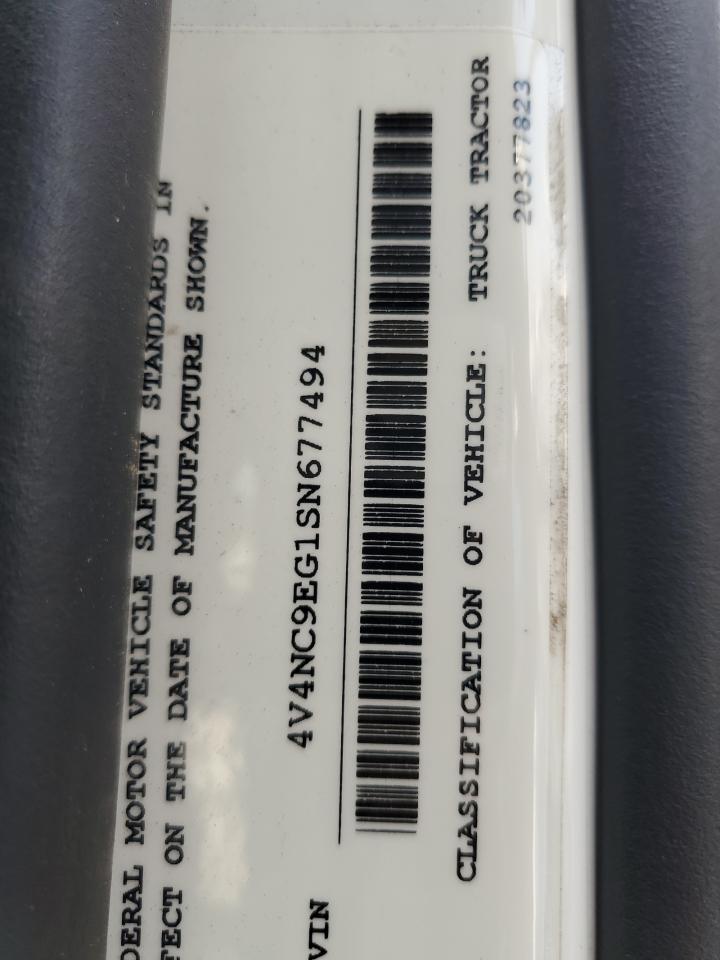 DERAL MOTOR VEHICLE SAFETY STANDARDS IN
FECT ON THE DATE OF MANUFACTURE SHOWN.
VIN 4V4NC9EG1SN677494
CLASSIFICATION OF VEHICLE: TRUCK TRACTOR
20377823